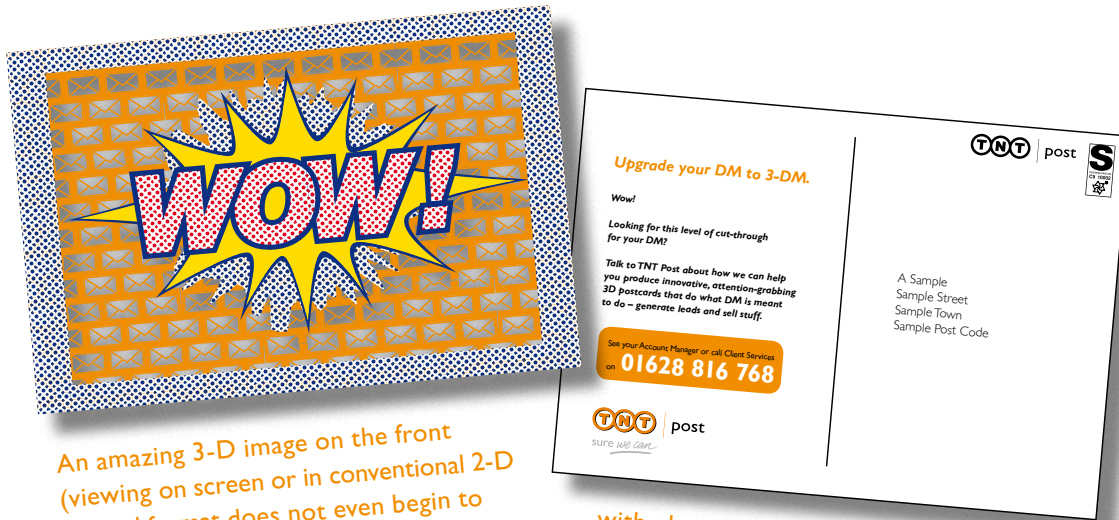 WOW!
An amazing 3-D image on the front
(viewing on screen or in conventional 2-D
format does not even begin to
Upgrade your DM to 3-DM.
Wow!
Looking for this level of cut-through
for your DM?
Talk to TNT Post about how we can help
you produce innovative, attention-grabbing
3D postcards that do what DM is meant
to do – generate leads and sell stuff.
See your Account Manager or call Client Services
on 01628 816 768
TNT post
sure we can
TNT post
S
C9 10002
A Sample
Sample Street
Sample Town
Sample Post Code
with